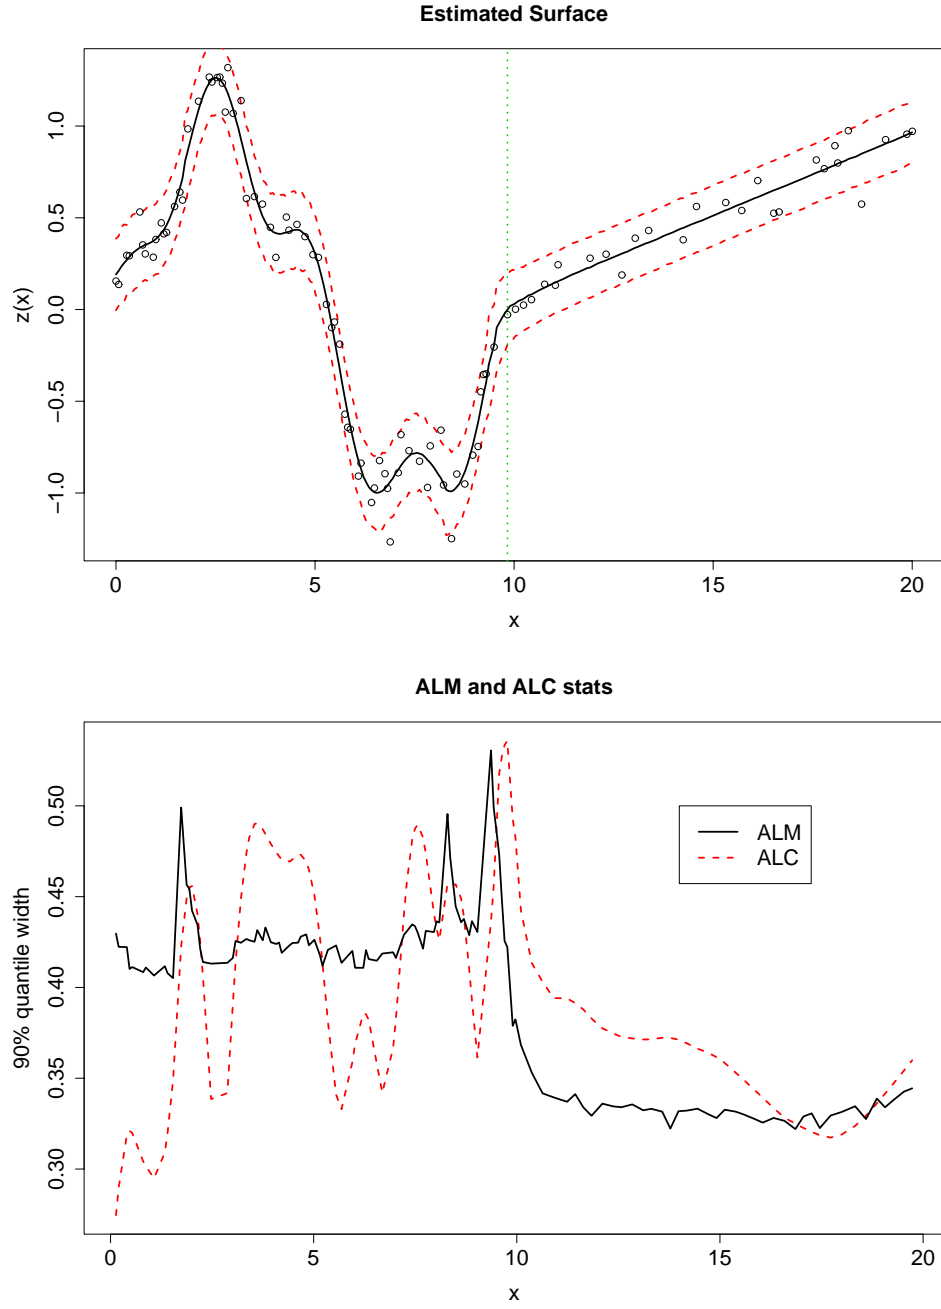 Estimated Surface
z(x)
1.0
0.5
0.0
−0.5
−1.0
0 5 10 15 20
x
ALM and ALC stats
90% quantile width
0.50
0.45
0.40
0.35
0.30
ALM
ALC
0 5 10 15 20
x